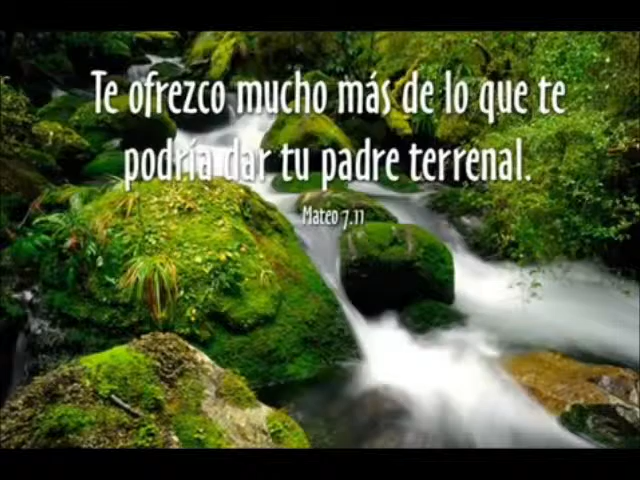 Te ofrezco mucho más de lo que te
podría dar tu padre terrenal.
Mateo 7.11